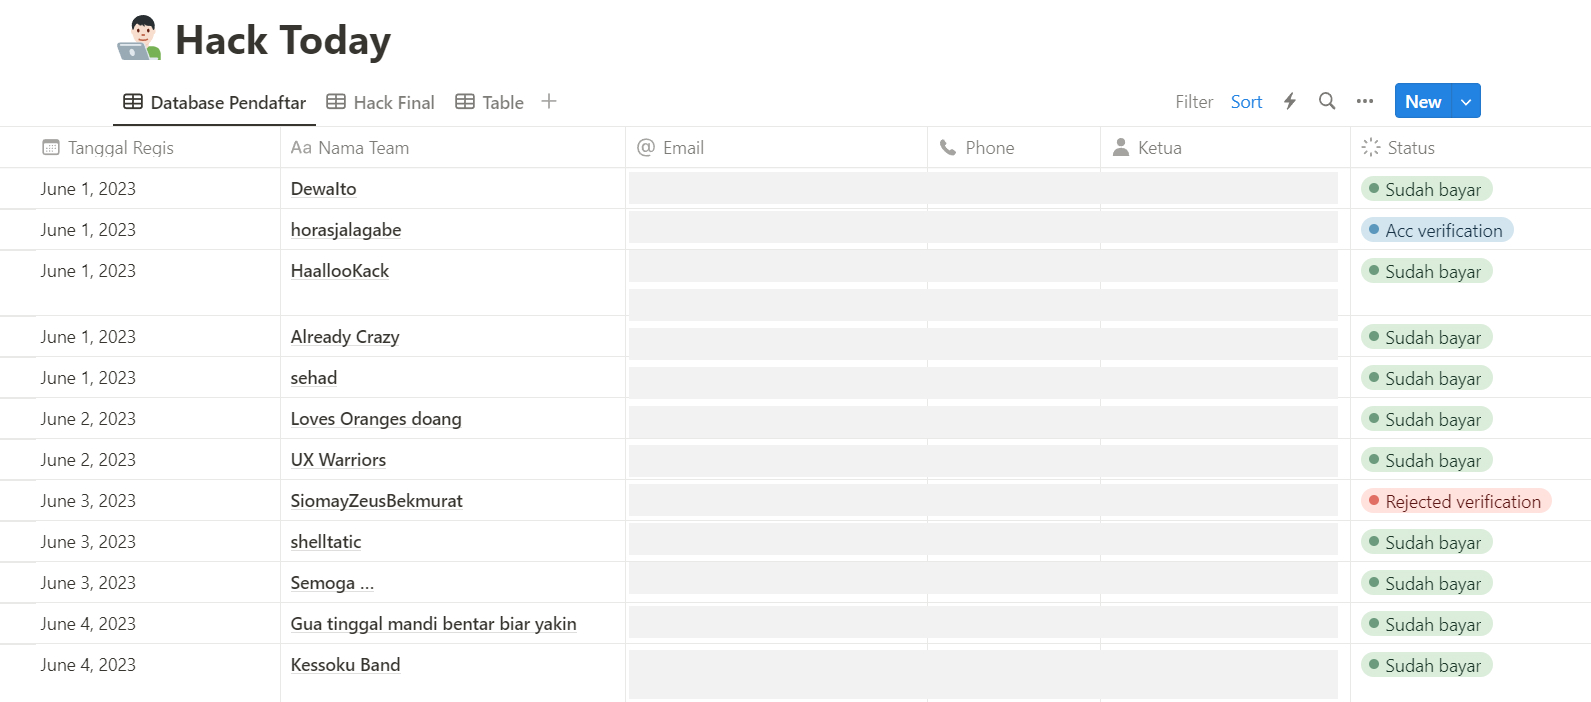 Hack Today
Database Pendaftar Hack Final Table Filter Sort New
Tanggal Regis Aa Nama Team @ Email Phone Ketua Status
June 1, 2023 Dewalto Sudah bayar
June 1, 2023 horasjalagabe Acc verification
June 1, 2023 HaallooKack Sudah bayar
June 1, 2023 Already Crazy Sudah bayar
June 1, 2023 sehad Sudah bayar
June 2, 2023 Loves Oranges doang Sudah bayar
June 2, 2023 UX Warriors Sudah bayar
June 3, 2023 SiomayZeusBekmurat Rejected verification
June 3, 2023 shelltatic Sudah bayar
June 3, 2023 Semoga ... Sudah bayar
June 4, 2023 Gua tinggal mandi bentar biar yakin Sudah bayar
June 4, 2023 Kessoku Band Sudah bayar